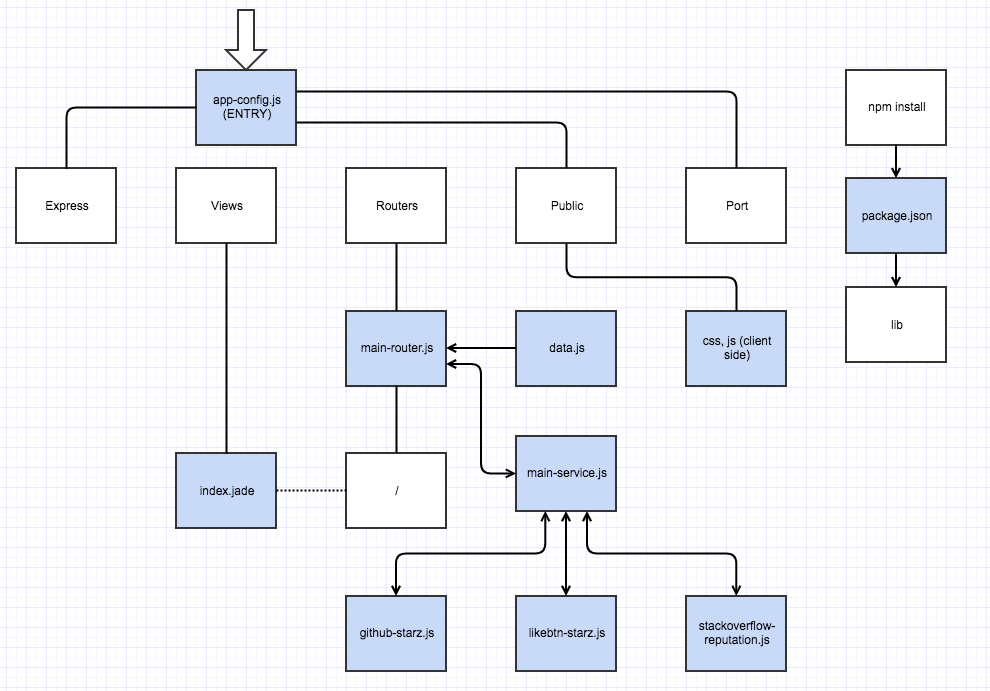 app-config.js
(ENTRY)
npm install
Express
Views
Routers
Public
Port
package.json
main-router.js
data.js
css, js (client
side)
lib
main-service.js
index.jade
/
github-starz.js
likebtn-starz.js
stackoverflow-
reputation.js